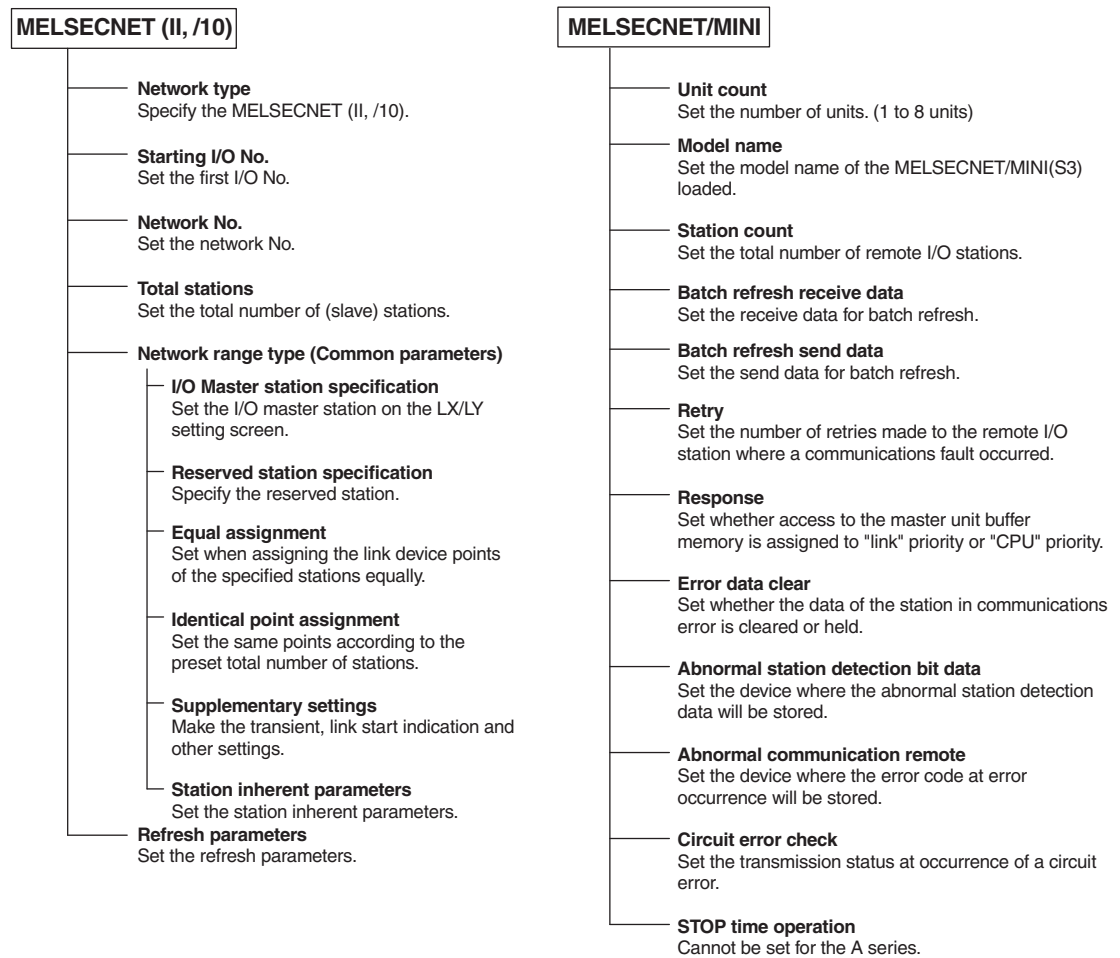 MELSECNET (II, /10)
Network type
Specify the MELSECNET (II, /10).
Starting I/O No.
Set the first I/O No.
Network No.
Set the network No.
Total stations
Set the total number of (slave) stations.
Network range type (Common parameters)
I/O Master station specification
Set the I/O master station on the LX/LY
setting screen.
Reserved station specification
Specify the reserved station.
Equal assignment
Set when assigning the link device points
of the specified stations equally.
Identical point assignment
Set the same points according to the
preset total number of stations.
Supplementary settings
Make the transient, link start indication and
other settings.
Station inherent parameters
Set the station inherent parameters.
Refresh parameters
Set the refresh parameters.
MELSECNET/MINI
Unit count
Set the number of units. (1 to 8 units)
Model name
Set the model name of the MELSECNET/MINI(S3)
loaded.
Station count
Set the total number of remote I/O stations.
Batch refresh receive data
Set the receive data for batch refresh.
Batch refresh send data
Set the send data for batch refresh.
Retry
Set the number of retries made to the remote I/O
station where a communications fault occurred.
Response
Set whether access to the master unit buffer
memory is assigned to "link" priority or "CPU" priority.
Error data clear
Set whether the data of the station in communications
error is cleared or held.
Abnormal station detection bit data
Set the device where the abnormal station detection
data will be stored.
Abnormal communication remote
Set the device where the error code at error
occurrence will be stored.
Circuit error check
Set the transmission status at occurrence of a circuit
error.
STOP time operation
Cannot be set for the A series.